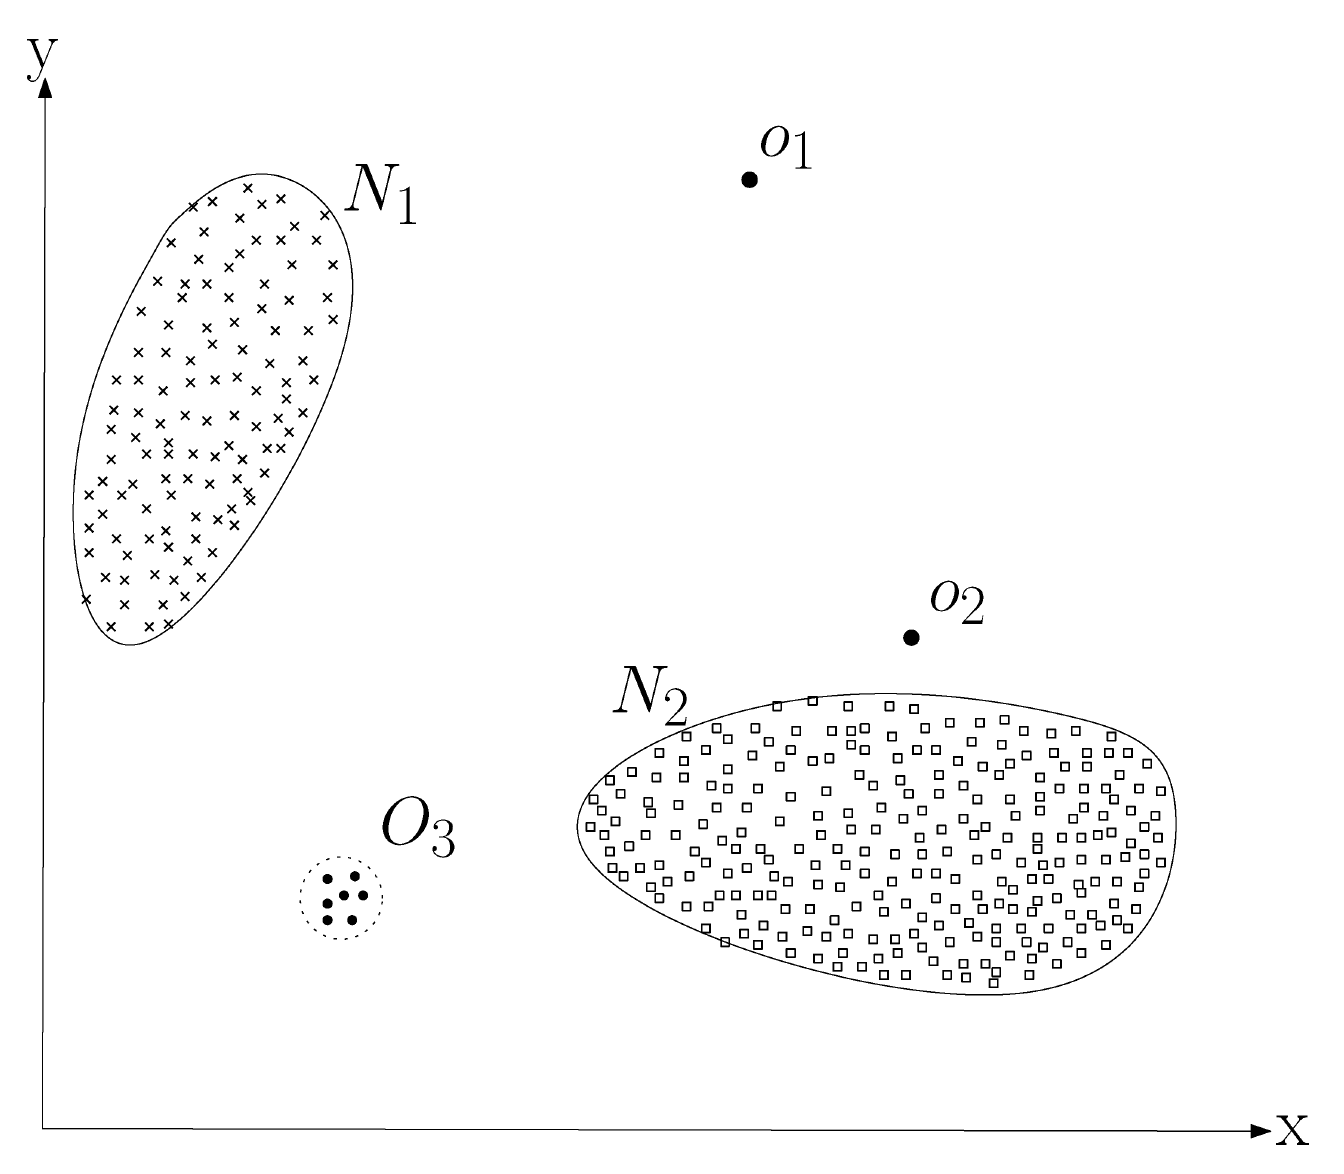 y
o₁
N₁
o₂
N₂
O₃
x